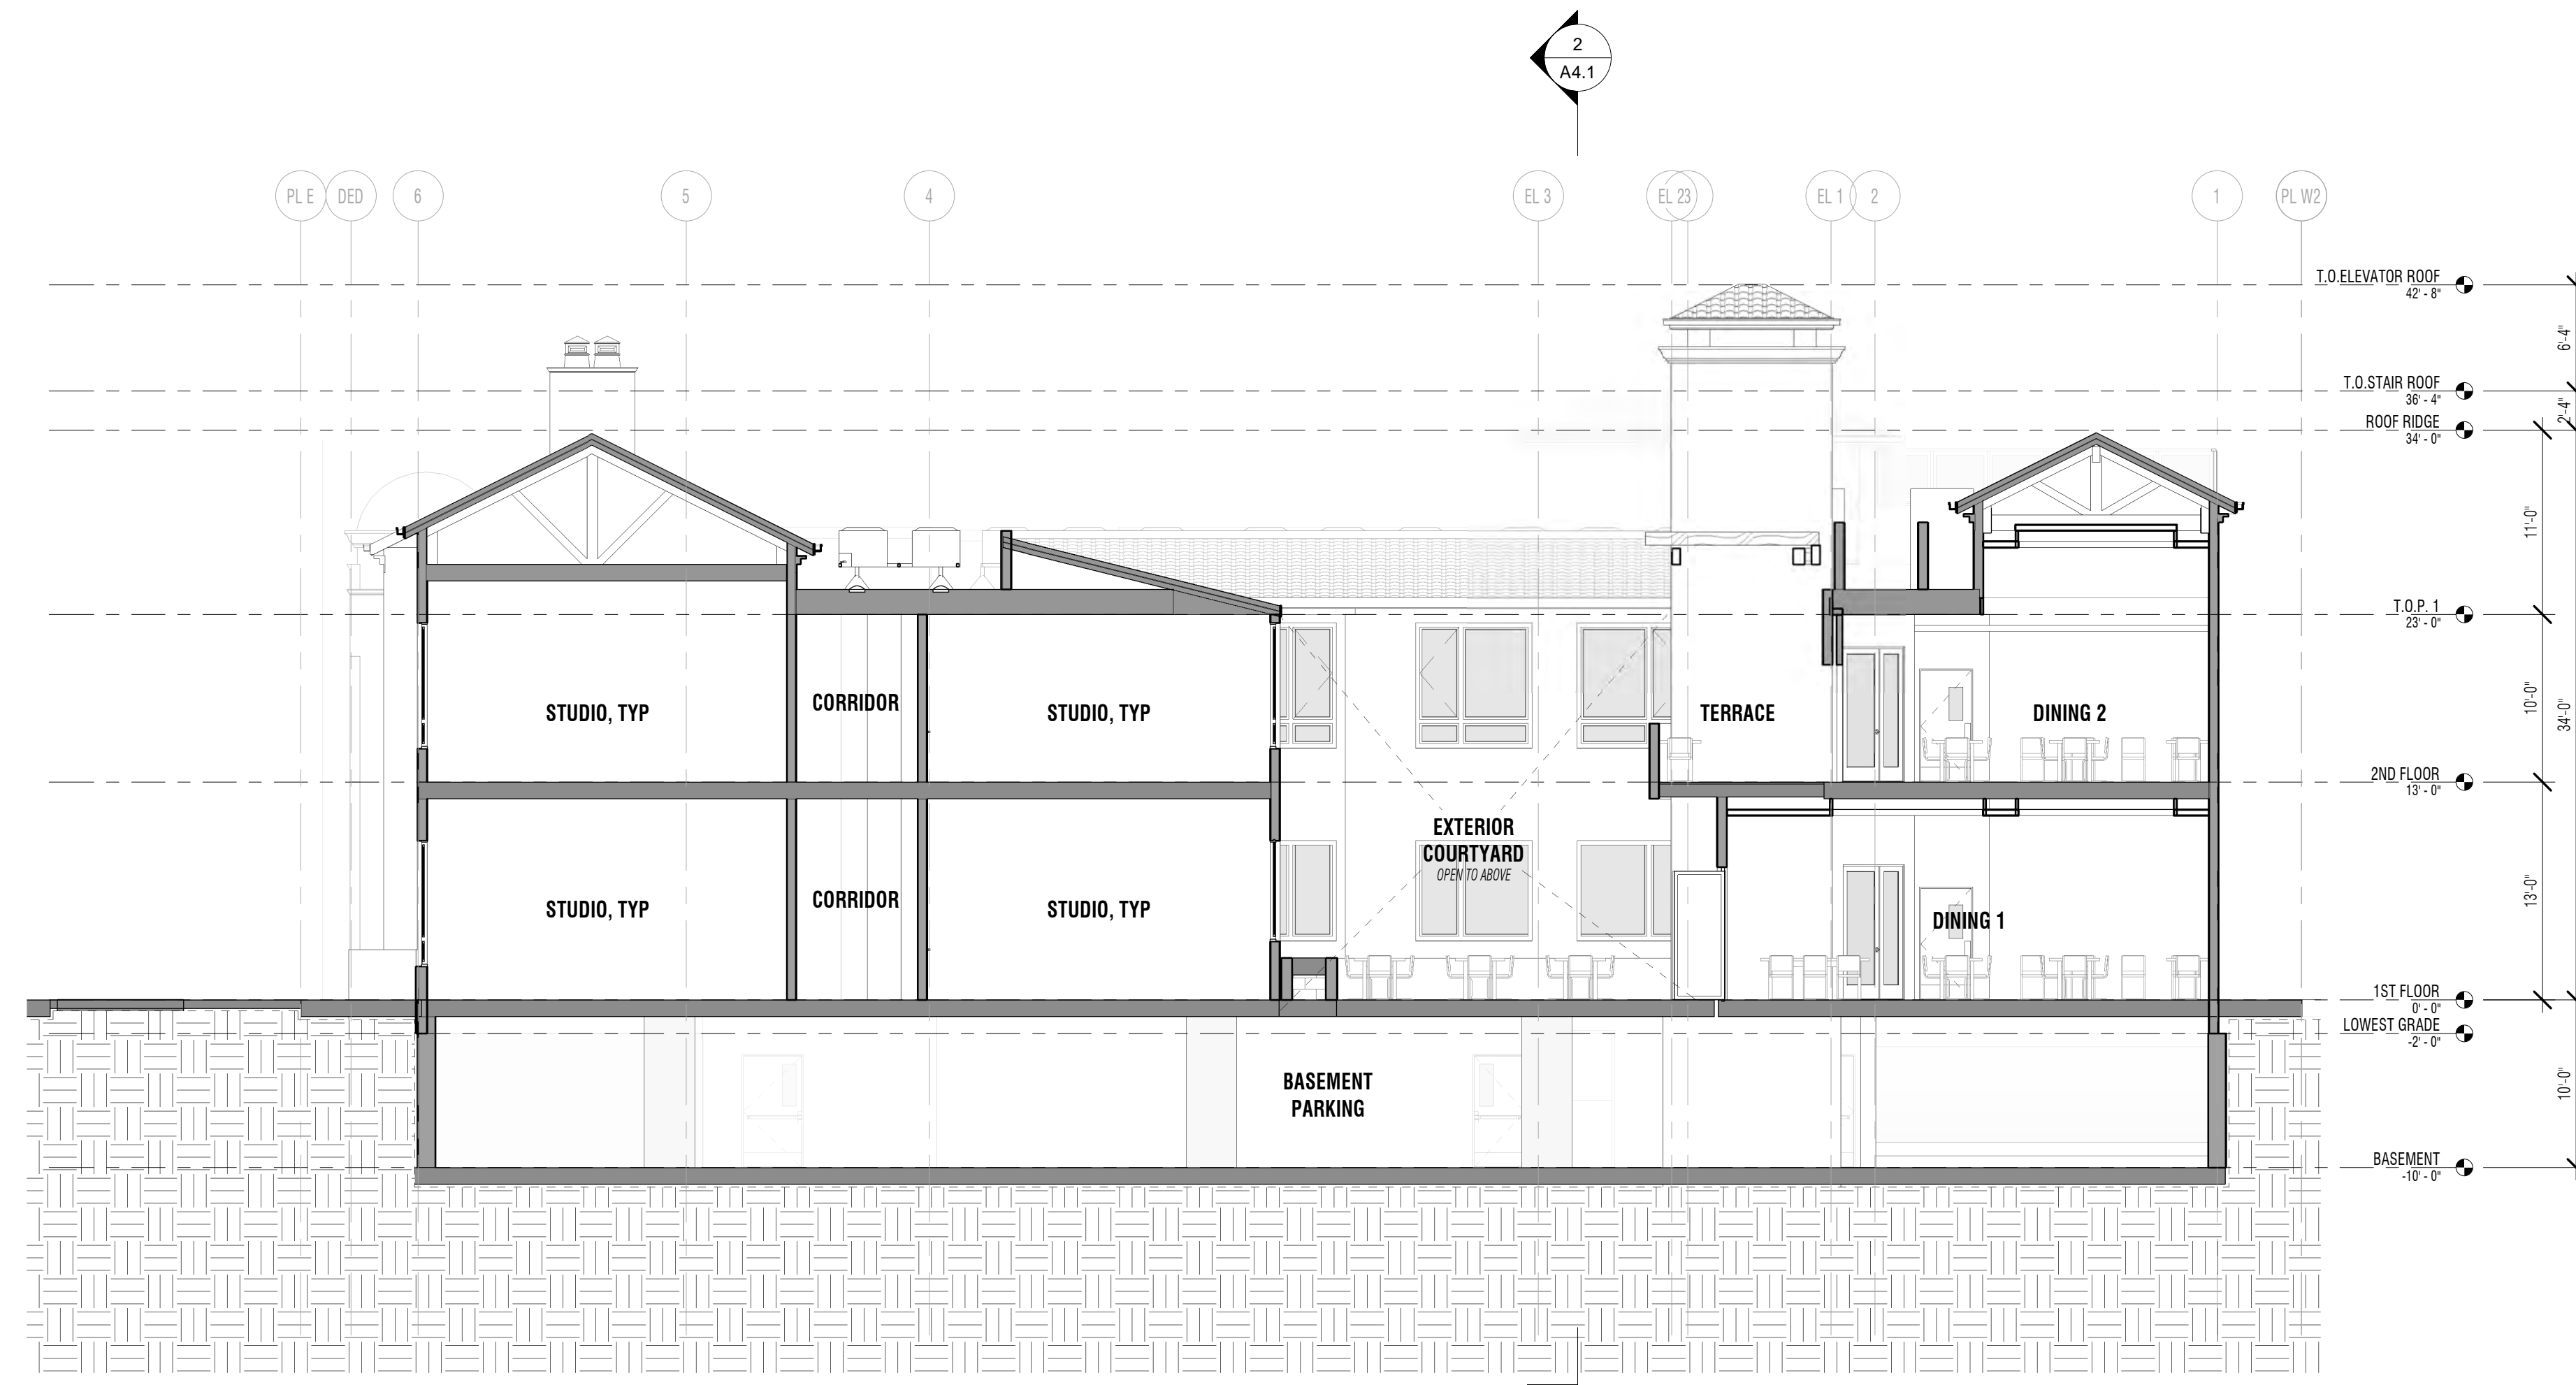 2
A4.1
PL E
DED
6
5
4
EL 3
EL 2
3
EL 1
2
1
PL W2
T.O.ELEVATOR ROOF
42' - 8"
6'-4"
T.O.STAIR ROOF
36' - 4"
2'-4"
ROOF RIDGE
34' - 0"
11'-0"
T.O.P. 1
23' - 0"
10'-0"
34'-0"
STUDIO, TYP
CORRIDOR
STUDIO, TYP
TERRACE
DINING 2
2ND FLOOR
13' - 0"
EXTERIOR
COURTYARD
OPEN TO ABOVE
13'-0"
STUDIO, TYP
CORRIDOR
STUDIO, TYP
DINING 1
1ST FLOOR
0' - 0"
LOWEST GRADE
-2' - 0"
BASEMENT
PARKING
10'-0"
BASEMENT
-10' - 0"